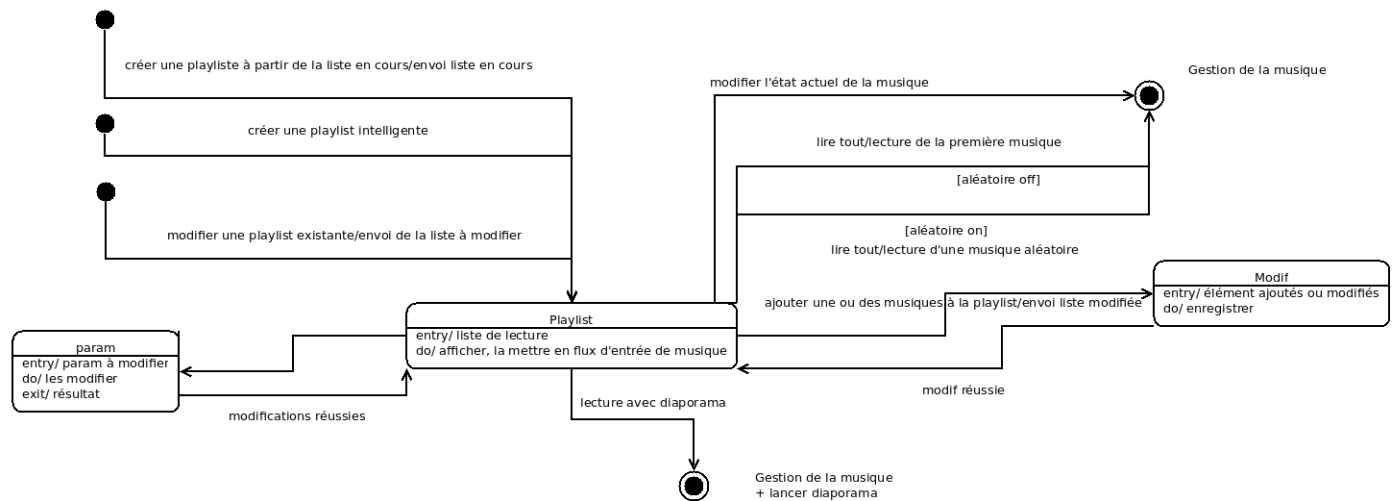 créer une playliste à partir de la liste en cours/envoi liste en cours
modifier l'état actuel de la musique
Gestion de la musique
créer une playlist intelligente
lire tout/lecture de la première musique
[aléatoire off]
modifier une playlist existante/envoi de la liste à modifier
[aléatoire on]
lire tout/lecture d'une musique aléatoire
Modif
entry/ élément ajoutés ou modifiés
do/ enregistrer
ajouter une ou des musiques à la playlist/envoi liste modifiée
Playlist
entry/ liste de lecture
do/ afficher, la mettre en flux d'entrée de musique
param
entry/ param à modifier
do/ les modifier
exit/ résultat
modif réussie
lecture avec diaporama
modifications réussies
Gestion de la musique
+ lancer diaporama